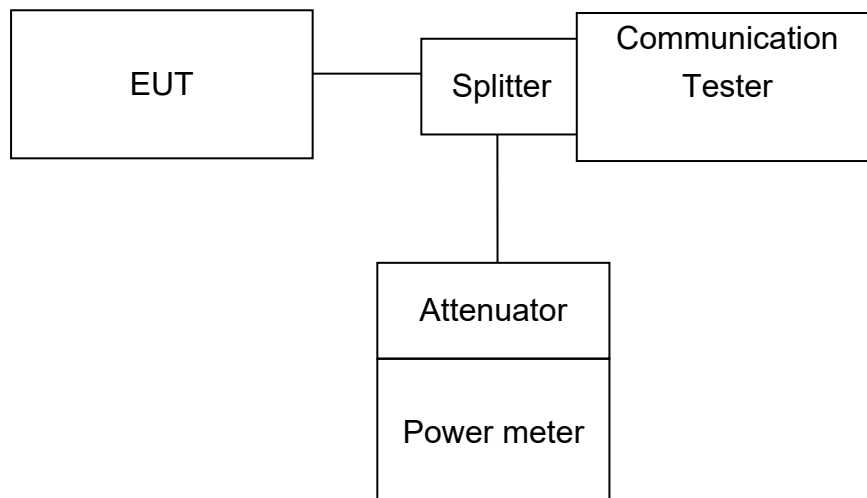 EUT
Splitter
Communication
Tester
Attenuator
Power meter